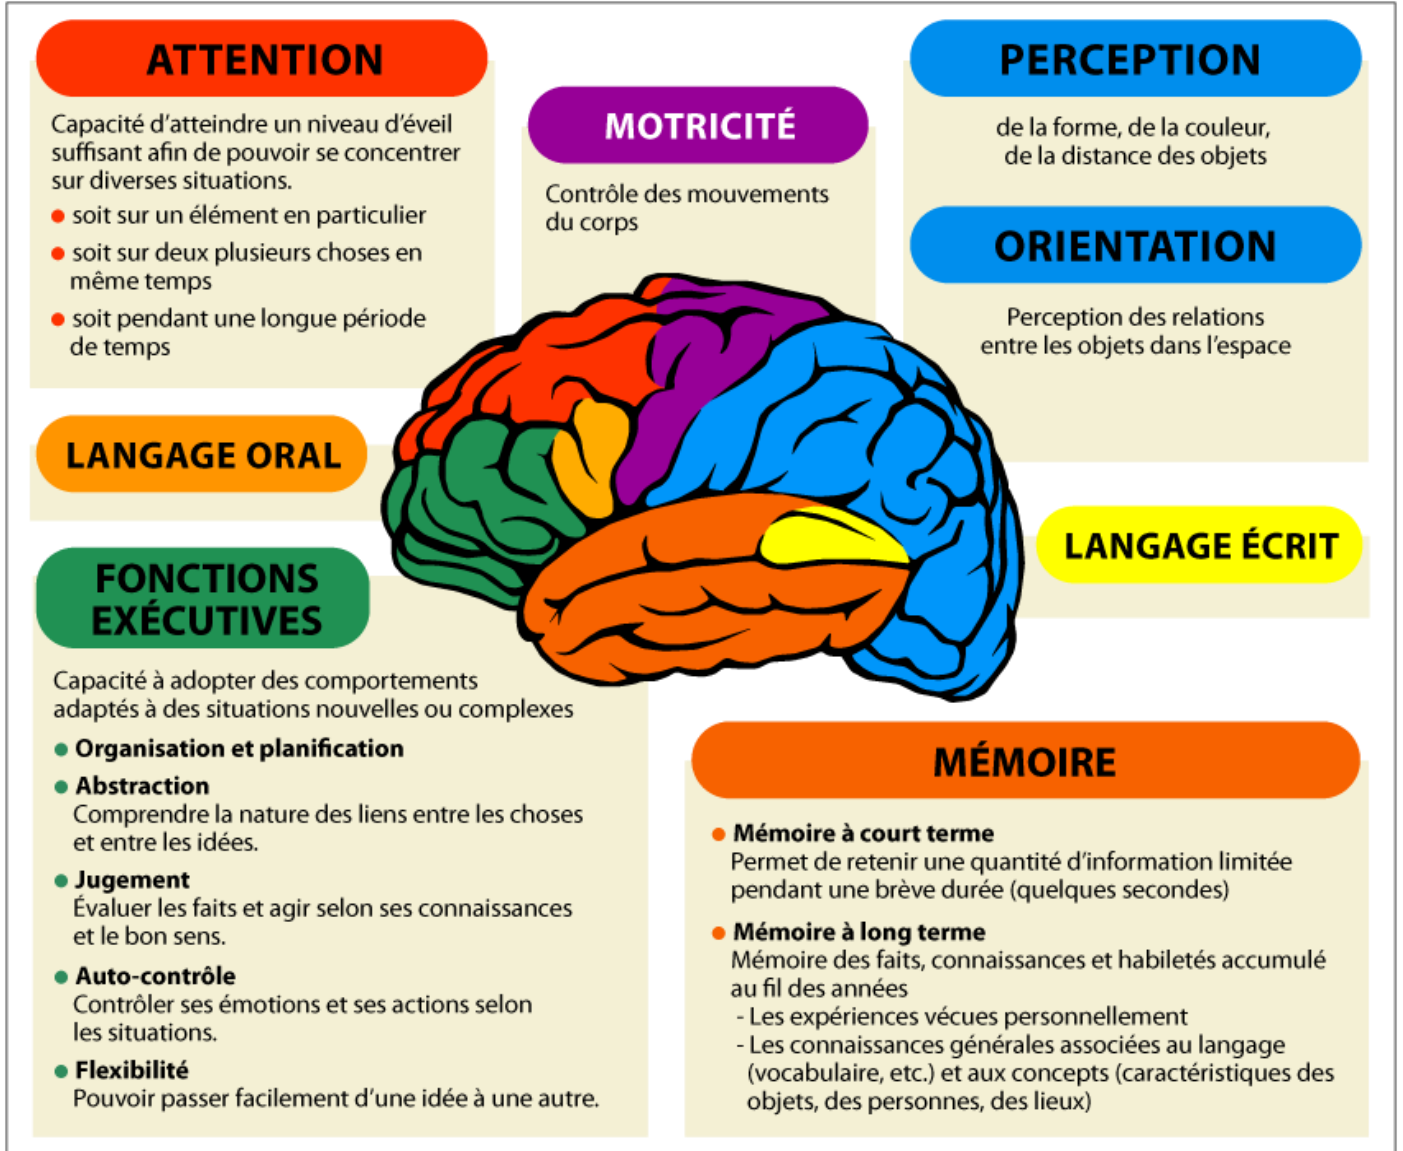 ATTENTION
Capacité d'atteindre un niveau d'éveil
suffisant afin de pouvoir se concentrer
sur diverses situations.
• soit sur un élément en particulier
• soit sur deux plusieurs choses en
même temps
• soit pendant une longue période
de temps
MOTRICITÉ
Contrôle des mouvements
du corps
PERCEPTION
de la forme, de la couleur,
de la distance des objets
ORIENTATION
Perception des relations
entre les objets dans l'espace
LANGAGE ORAL
LANGAGE ÉCRIT
FONCTIONS
EXÉCUTIVES
Capacité à adopter des comportements
adaptés à des situations nouvelles ou complexes
• Organisation et planification
• Abstraction
Comprendre la nature des liens entre les choses
et entre les idées.
• Jugement
Évaluer les faits et agir selon ses connaissances
et le bon sens.
• Auto-contrôle
Contrôler ses émotions et ses actions selon
les situations.
• Flexibilité
Pouvoir passer facilement d'une idée à une autre.
MÉMOIRE
• Mémoire à court terme
Permet de retenir une quantité d'information limitée
pendant une brève durée (quelques secondes)
• Mémoire à long terme
Mémoire des faits, connaissances et habiletés accumulé
au fil des années
- Les expériences vécues personnellement
- Les connaissances générales associées au langage
(vocabulaire, etc.) et aux concepts (caractéristiques des
objets, des personnes, des lieux)